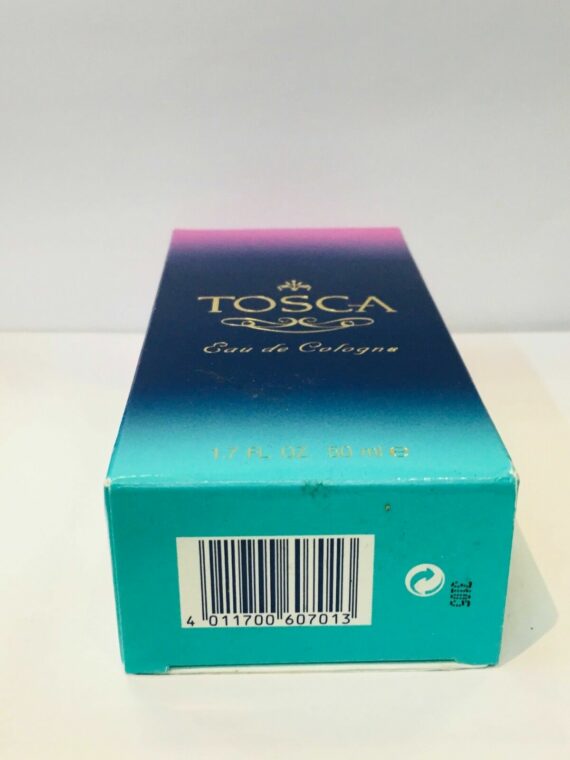 TOSCA
Eau de Cologne
1.7 FL. OZ. 50 ml ℮
4 011700 607013